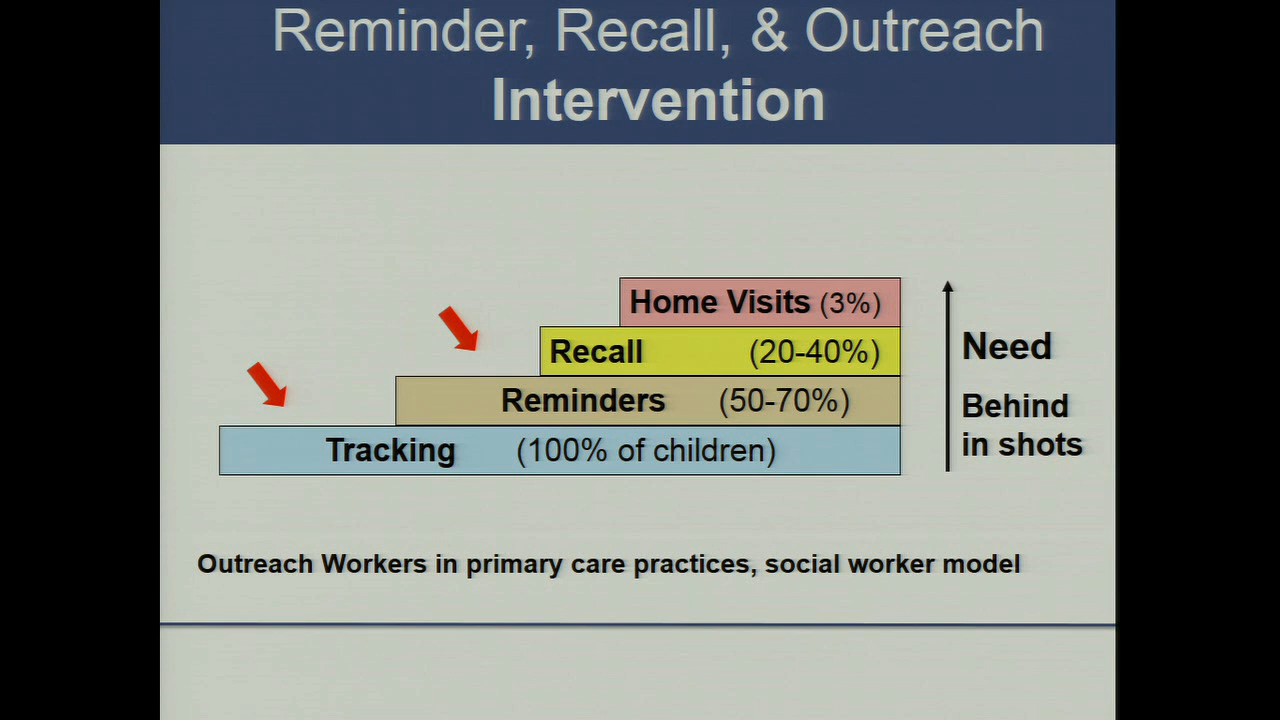 Reminder, Recall, & Outreach
Intervention
Home Visits (3%)
Recall (20-40%)
Reminders (50-70%)
Tracking (100% of children)
Need
Behind
in shots
Outreach Workers in primary care practices, social worker model